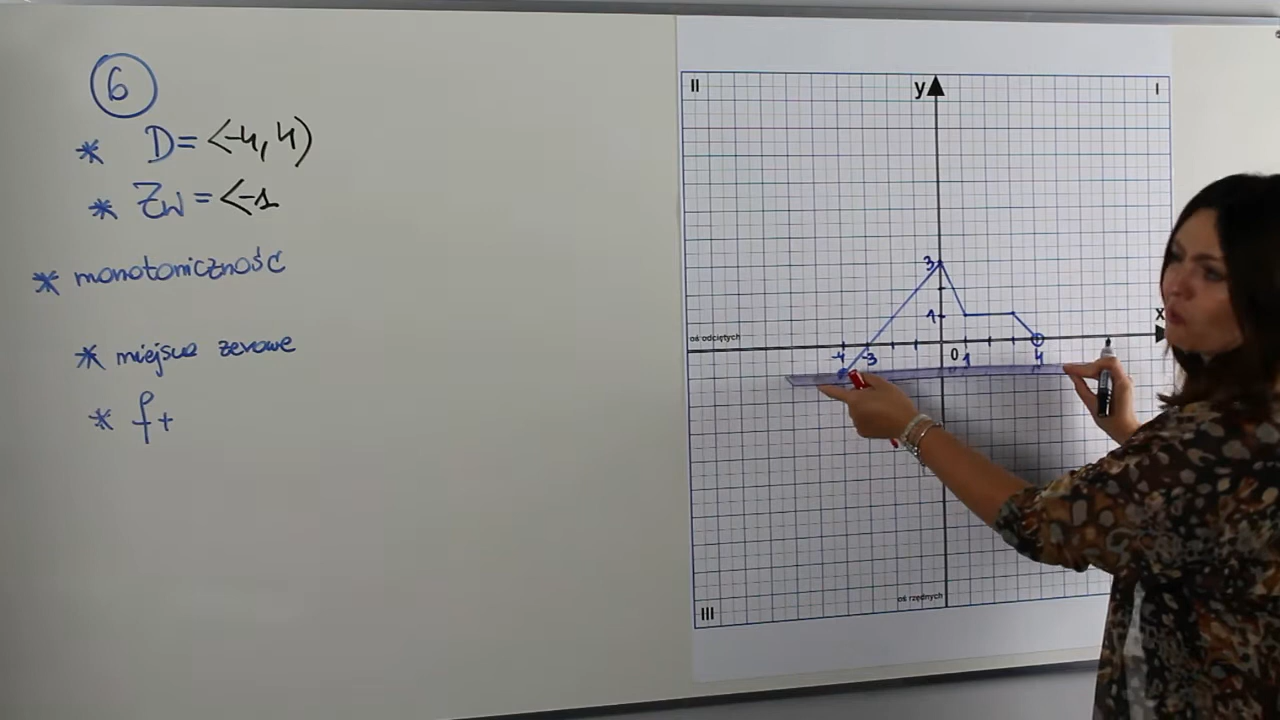 6
* D = <-4, 4)
* Zw = <-1
* monotoniczność
* miejsca zerowe
* f+
II
y
I
3
1
x
oś odciętych
-4
-3
0
1
4
oś rzędnych
III